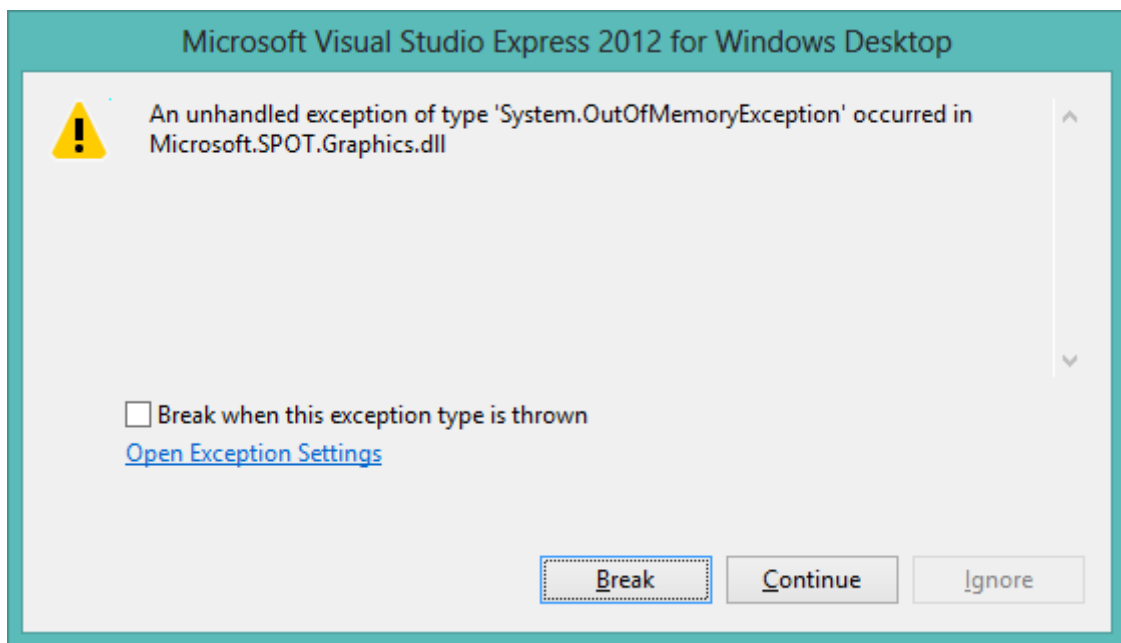 Microsoft Visual Studio Express 2012 for Windows Desktop
An unhandled exception of type 'System.OutOfMemoryException' occurred in
Microsoft.SPOT.Graphics.dll
Break when this exception type is thrown
Open Exception Settings
Break
Continue
Ignore